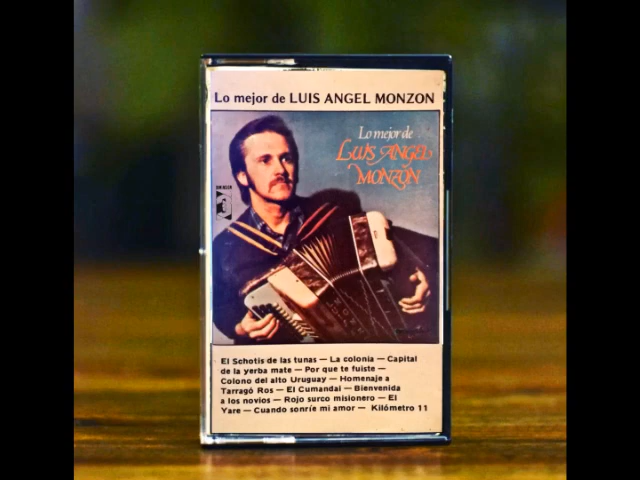 Lo mejor de LUIS ANGEL MONZON
Lo mejor de
LUIS ANGEL
MONZÓN
El Schotis de las tunas — La colonia — Capital
de la yerba mate — Por que te fuiste —
Colono del alto Uruguay — Homenaje a
Tarragó Ros — El Cumandai — Bienvenida
a los novios — Rojo surco misionero — El
Yare — Cuando sonríe mi amor — Kilómetro 11